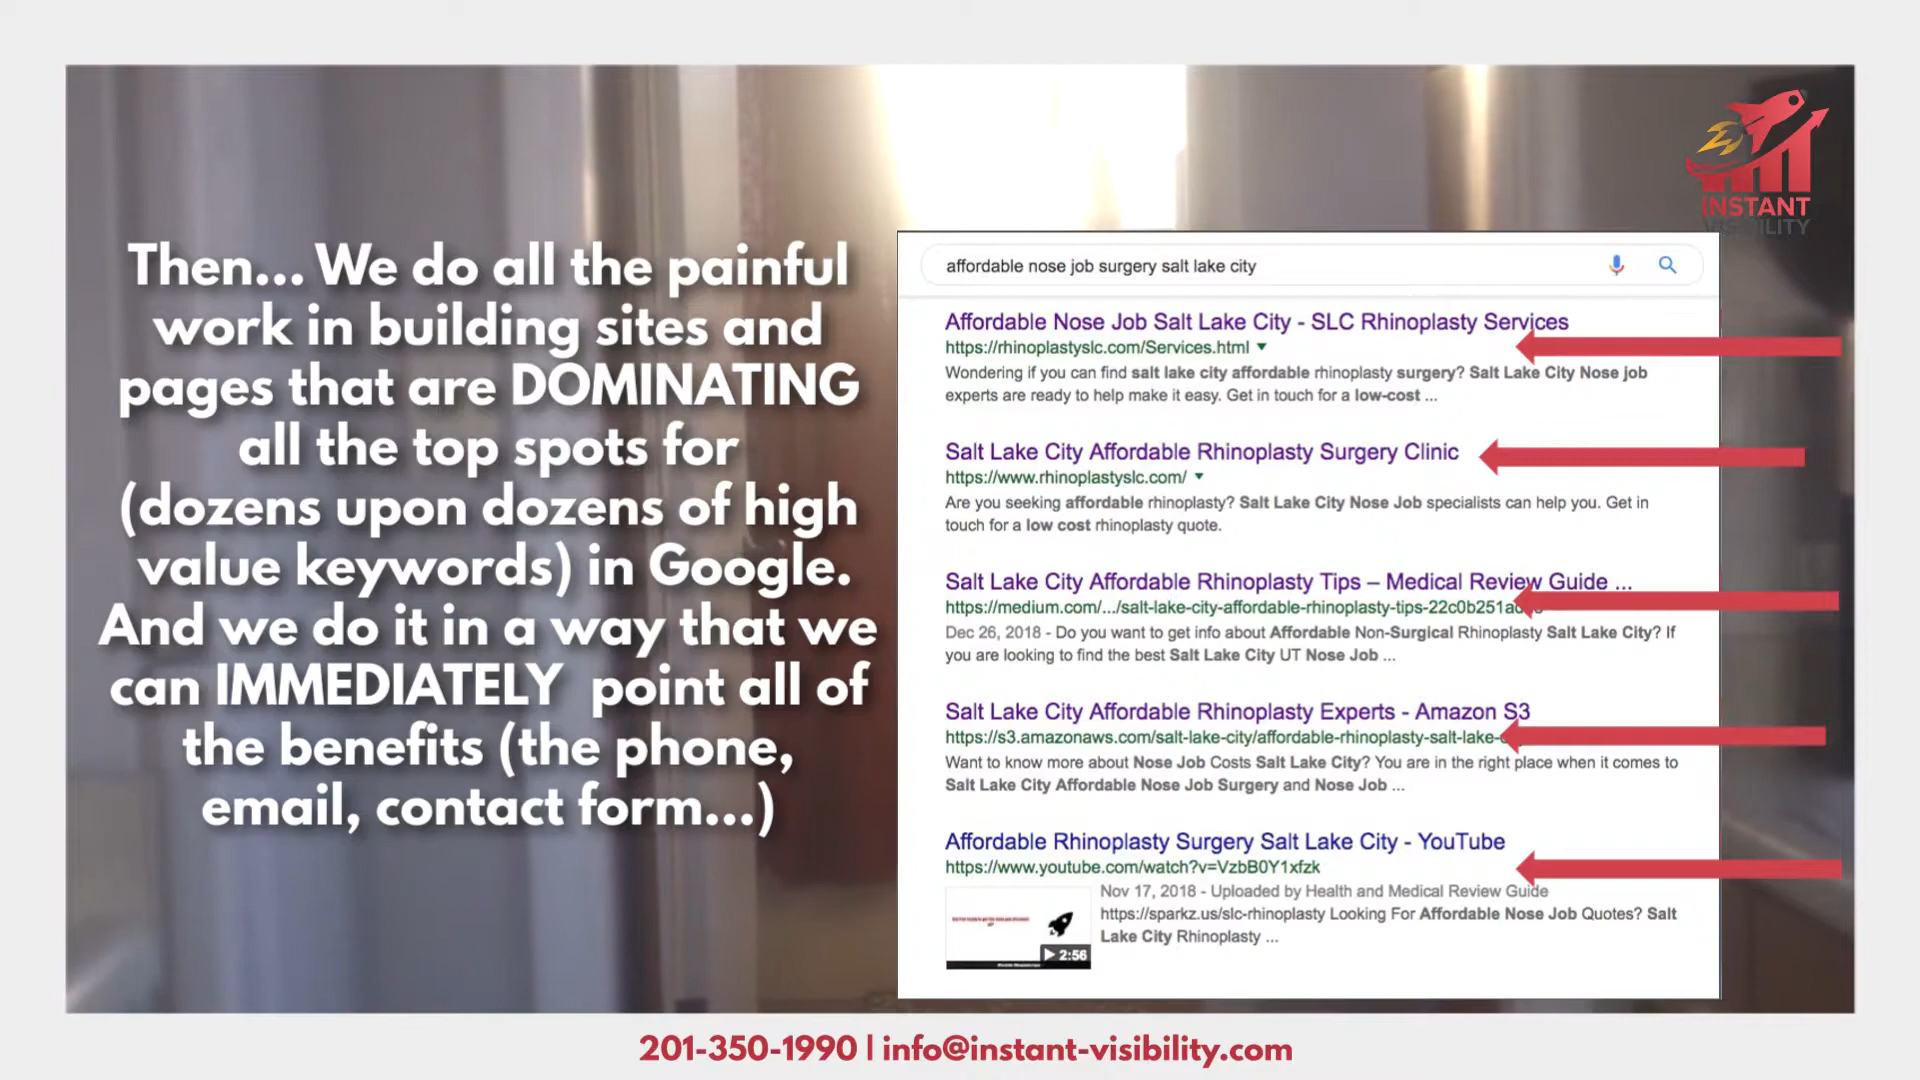 Then... We do all the painful
work in building sites and
pages that are DOMINATING
all the top spots for
(dozens upon dozens of high
value keywords) in Google.
And we do it in a way that we
can IMMEDIATELY point all of
the benefits (the phone,
email, contact form...)
INSTANT
VISIBILITY
affordable nose job surgery salt lake city
Affordable Nose Job Salt Lake City - SLC Rhinoplasty Services
https://rhinoplastyslc.com/Services.html
Wondering if you can find salt lake city affordable rhinoplasty surgery? Salt Lake City Nose job
experts are ready to help make it easy. Get in touch for a low-cost ...
Salt Lake City Affordable Rhinoplasty Surgery Clinic
https://www.rhinoplastyslc.com/
Are you seeking affordable rhinoplasty? Salt Lake City Nose Job specialists can help you. Get in
touch for a low cost rhinoplasty quote.
Salt Lake City Affordable Rhinoplasty Tips – Medical Review Guide ...
https://medium.com/.../salt-lake-city-affordable-rhinoplasty-tips-22c0b251a
Dec 26, 2018 - Do you want to get info about Affordable Non-Surgical Rhinoplasty Salt Lake City? If
you are looking to find the best Salt Lake City UT Nose Job ...
Salt Lake City Affordable Rhinoplasty Experts - Amazon S3
https://s3.amazonaws.com/salt-lake-city/affordable-rhinoplasty-salt-lake-
Want to know more about Nose Job Costs Salt Lake City? You are in the right place when it comes to
Salt Lake City Affordable Nose Job Surgery and Nose Job ...
Affordable Rhinoplasty Surgery Salt Lake City - YouTube
https://www.youtube.com/watch?v=VzbB0Y1xfzk
Nov 17, 2018 - Uploaded by Health and Medical Review Guide
https://sparkz.us/slc-rhinoplasty Looking For Affordable Nose Job Quotes? Salt
Lake City Rhinoplasty ...
2:56
201-350-1990 | info@instant-visibility.com